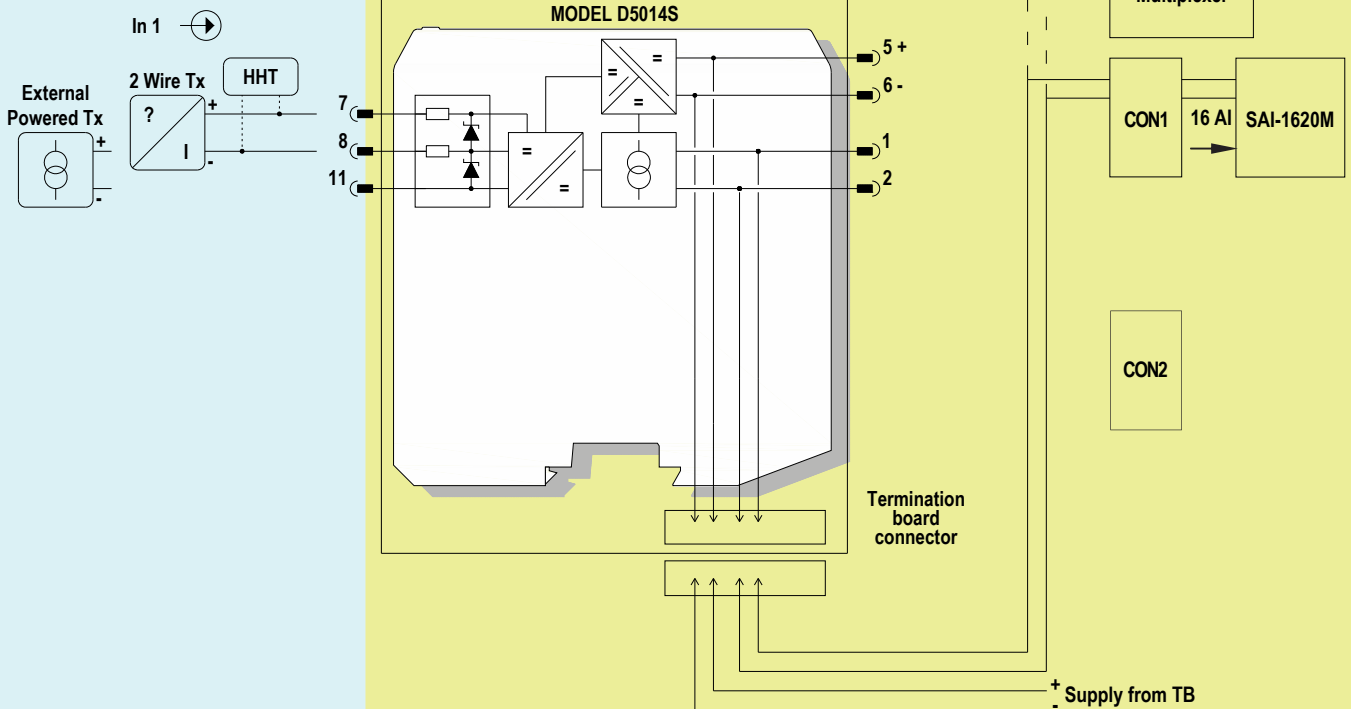 Multiplexer
MODEL D5014S
In 1
External
Powered Tx
+
-
2 Wire Tx
?
I
+
-
HHT
7
8
11
=
=
=
=
=
5 +
6 -
1
2
CON1
16 AI
SAI-1620M
CON2
Termination
board
connector
+
-
Supply from TB